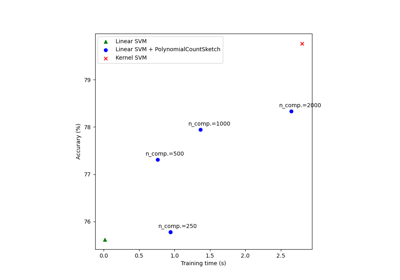 Linear SVM
Linear SVM + PolynomialCountSketch
Kernel SVM
79
78
77
76
Accurary (%)
n_comp.=2000
n_comp.=1000
n_comp.=500
n_comp.=250
0.0 0.5 1.0 1.5 2.0 2.5
Training time (s)